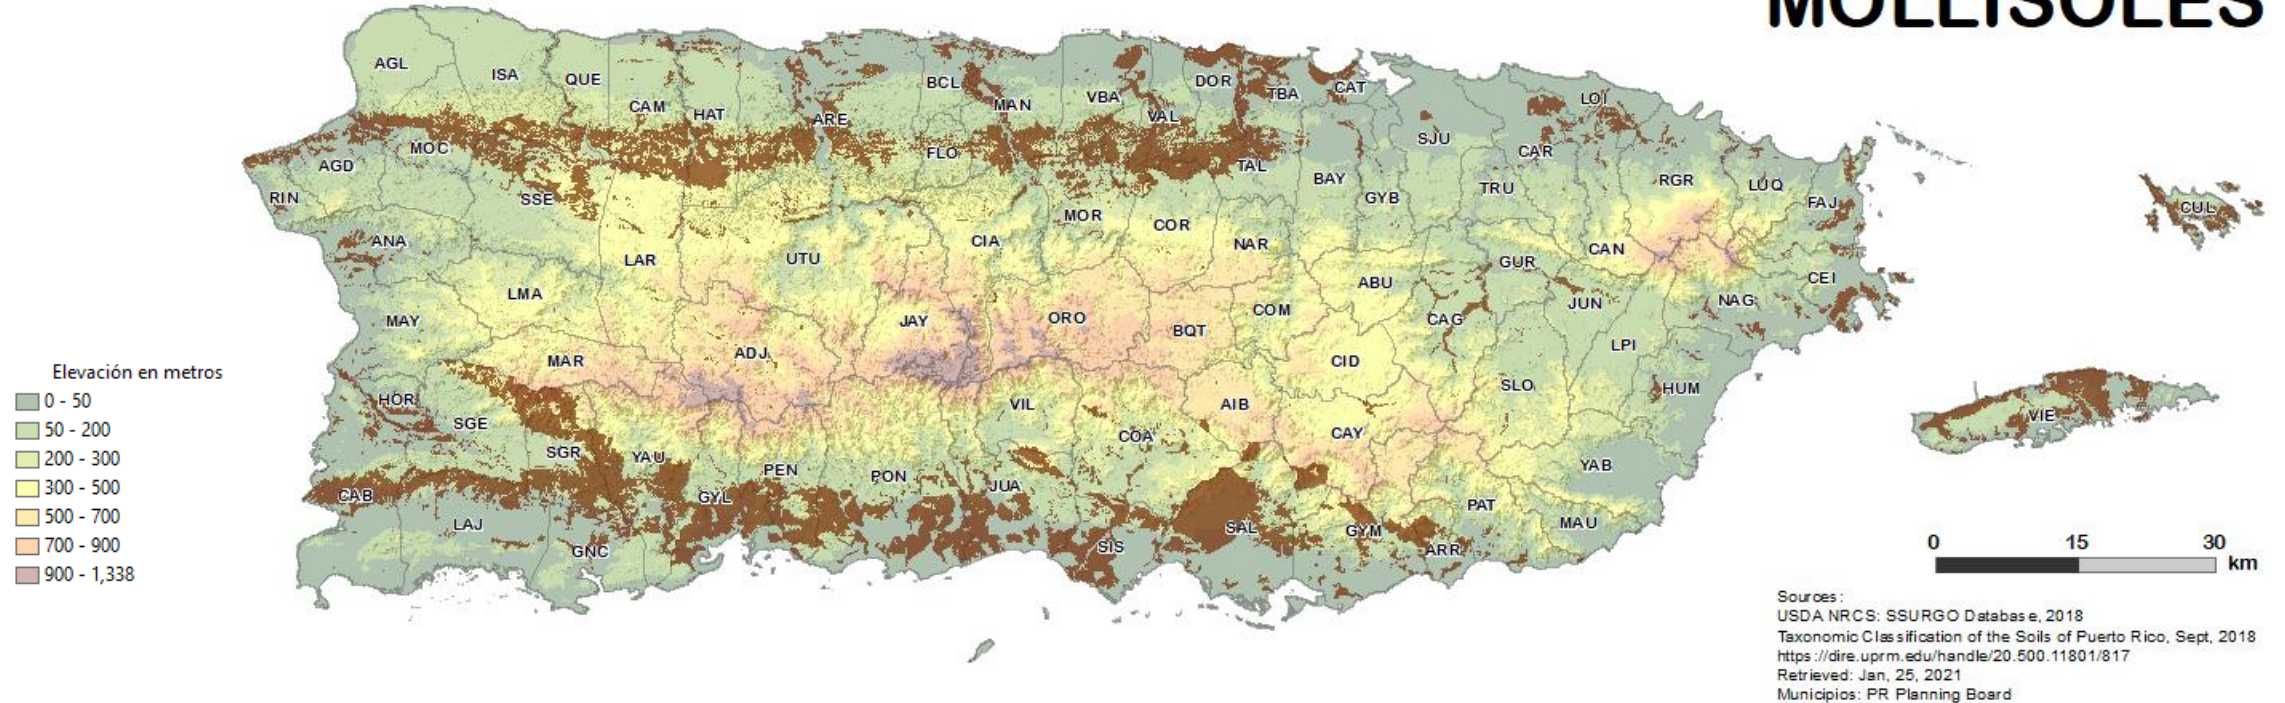 MOLLISOLES
AGL
ISA
QUE
CAM
HAT
ARE
BCL
MAN
VBA
VAL
DOR
TBA
CAT
SJU
LOI
CAR
MOC
AGD
RIN
SSE
FLO
TAL
BAY
GYB
TRU
RGR
LUQ
FAJ
CUL
ANA
LAR
UTU
CIA
MOR
COR
NAR
CAN
GUR
CEI
LMA
ABU
JUN
NAG
MAY
JAY
ORO
BQT
COM
CAG
LPI
MAR
ADJ
CID
SLO
HUM
HOR
SGE
VIL
AIB
CAY
VIE
COA
SGR
YAU
PEN
PON
JUA
YAB
CAB
GYL
PAT
LAJ
GNC
SIS
SAL
GYM
ARR
MAU
Elevación en metros
0 - 50
50 - 200
200 - 300
300 - 500
500 - 700
700 - 900
900 - 1,338
0 15 30
km
Sources:
USDA NRCS: SSURGO Database, 2018
Taxonomic Classification of the Soils of Puerto Rico, Sept, 2018
https://dire.uprm.edu/handle/20.500.11801/817
Retrieved: Jan, 25, 2021
Municipios: PR Planning Board